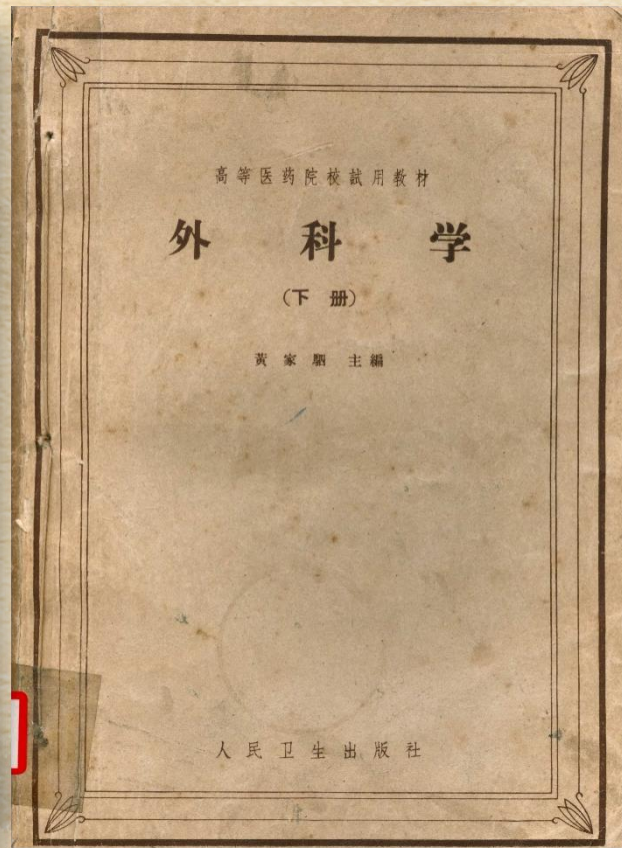 高等医药院校試用教材
外科学
（下册）
黃家駟 主編
人民卫生出版社